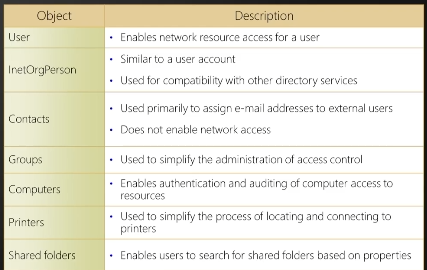 Object Description
User • Enables network resource access for a user
InetOrgPerson
• Similar to a user account
• Used for compatibility with other directory services
Contacts
• Used primarily to assign e-mail addresses to external users
• Does not enable network access
Groups • Used to simplify the administration of access control
Computers
• Enables authentication and auditing of computer access to
resources
Printers
• Used to simplify the process of locating and connecting to
printers
Shared folders • Enables users to search for shared folders based on properties